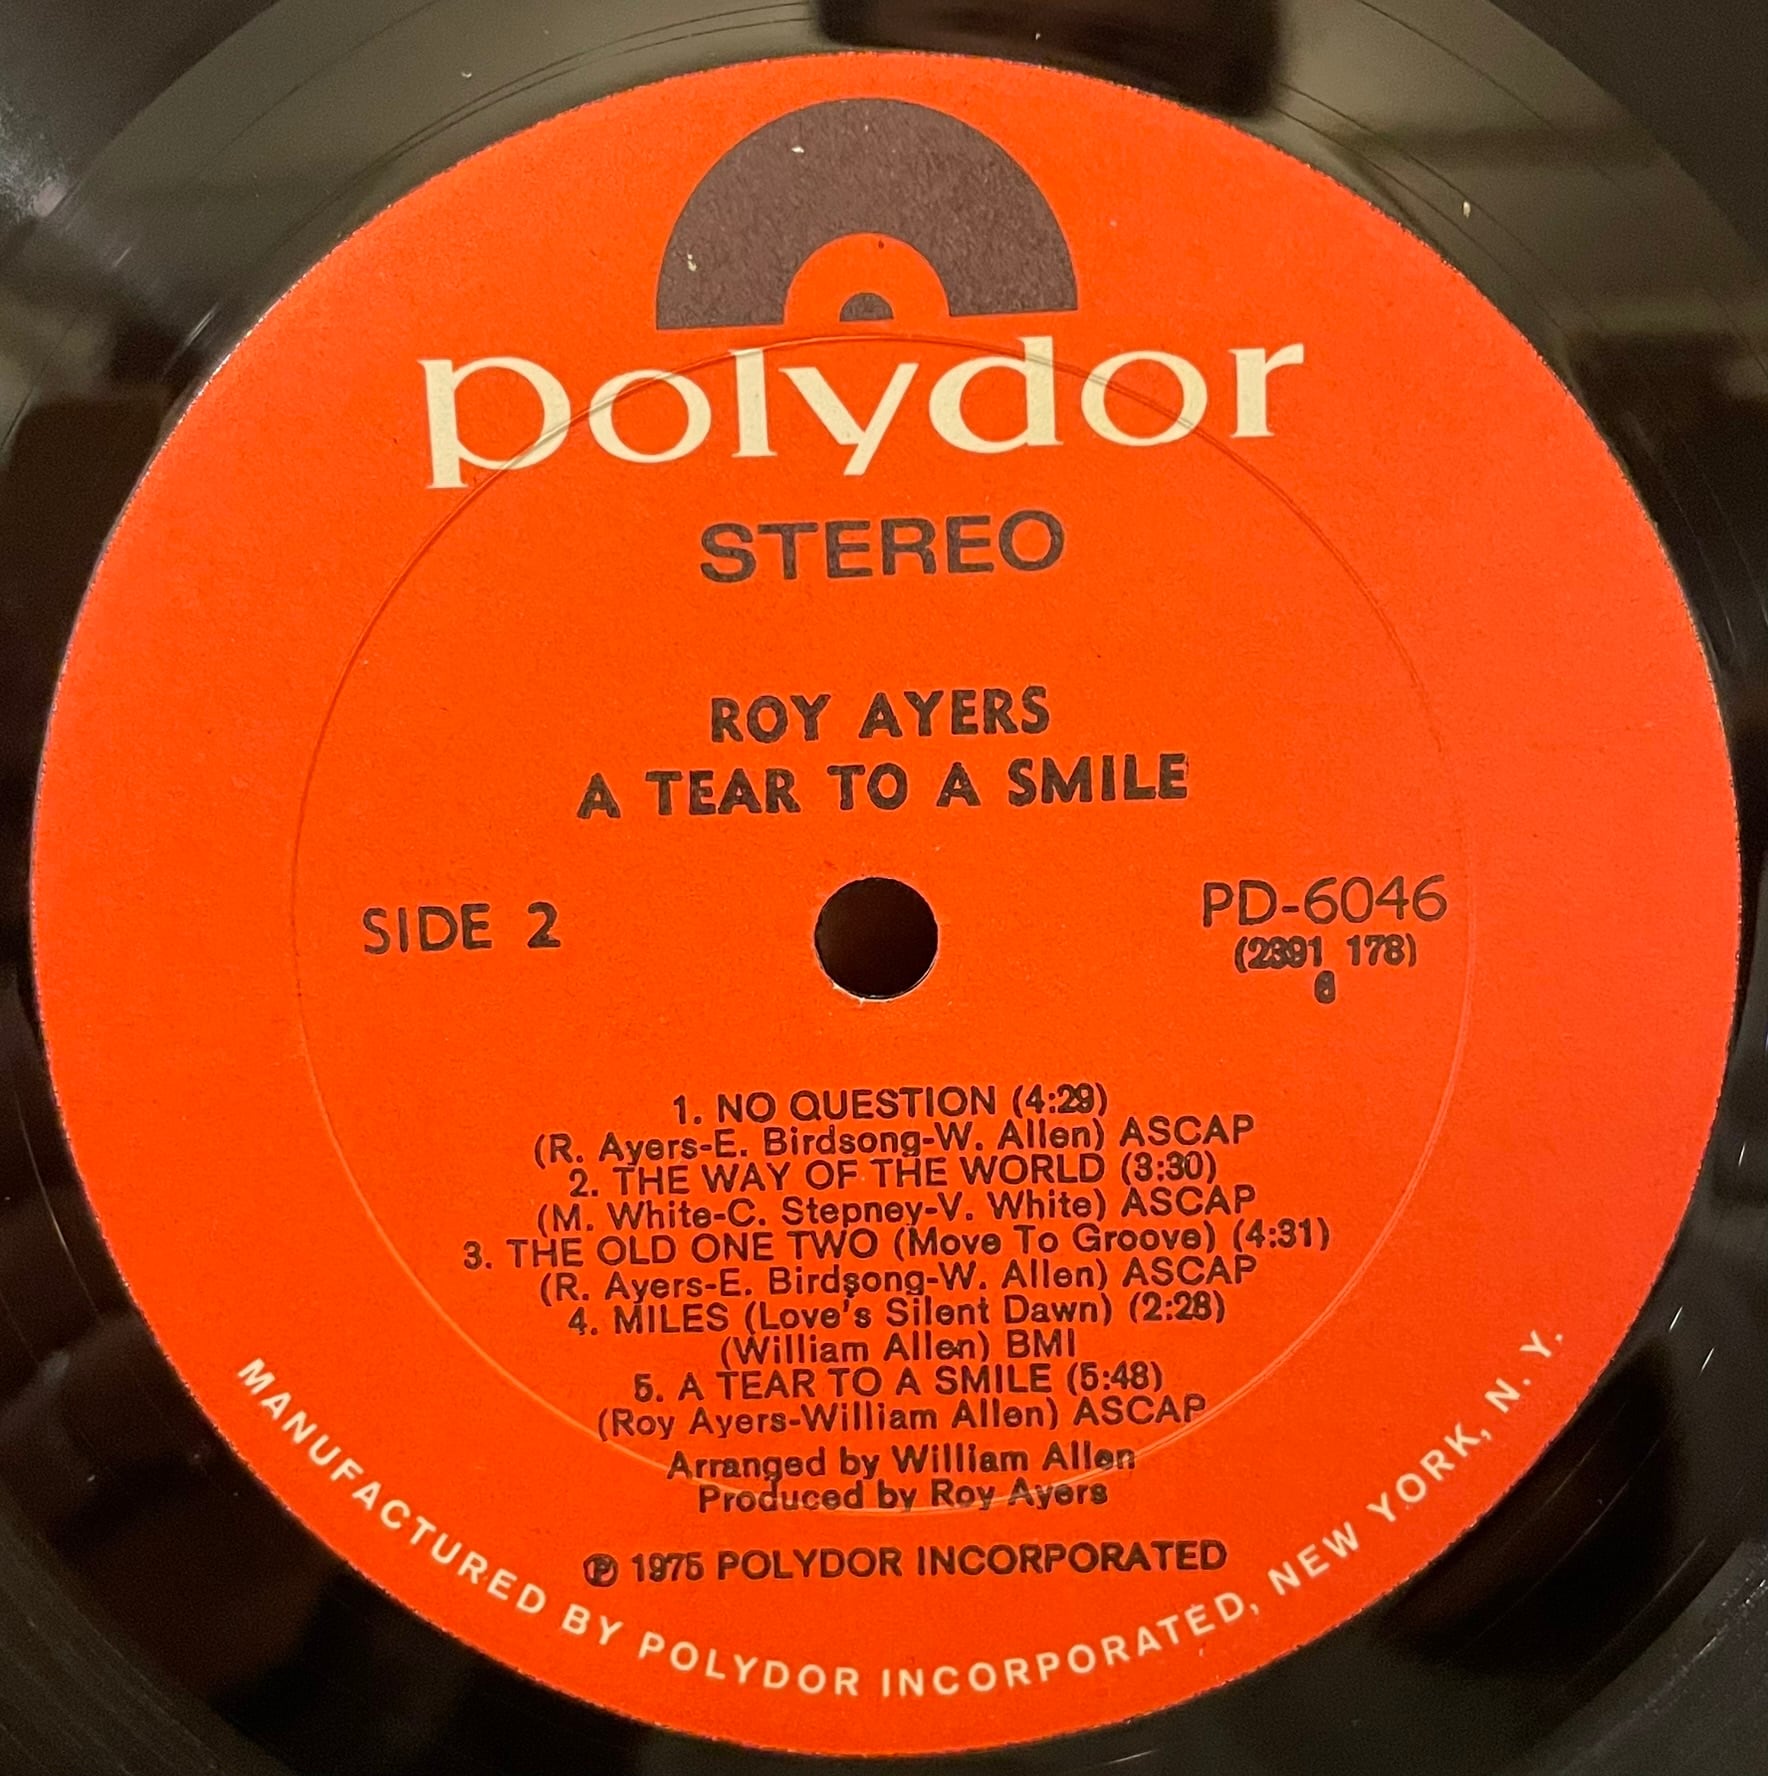 polydor
STEREO
ROY AYERS
A TEAR TO A SMILE
SIDE 2
PD-6046
(2391 178)
1. NO QUESTION (4:29)
(R. Ayers-E. Birdsong-W. Allen) ASCAP
2. THE WAY OF THE WORLD (3:30)
(M. White-C. Stepney-V. White) ASCAP
3. THE OLD ONE TWO (Move To Groove) (4:31)
(R. Ayers-E. Birdsong-W. Allen) ASCAP
4. MILES (Love's Silent Dawn) (2:28)
(William Allen) BMI
5. A TEAR TO A SMILE (5:48)
(Roy Ayers-William Allen) ASCAP
Arranged by William Allen
Produced by Roy Ayers
℗ 1975 POLYDOR INCORPORATED
MANUFACTURED BY POLYDOR INCORPORATED, NEW YORK, N.Y.